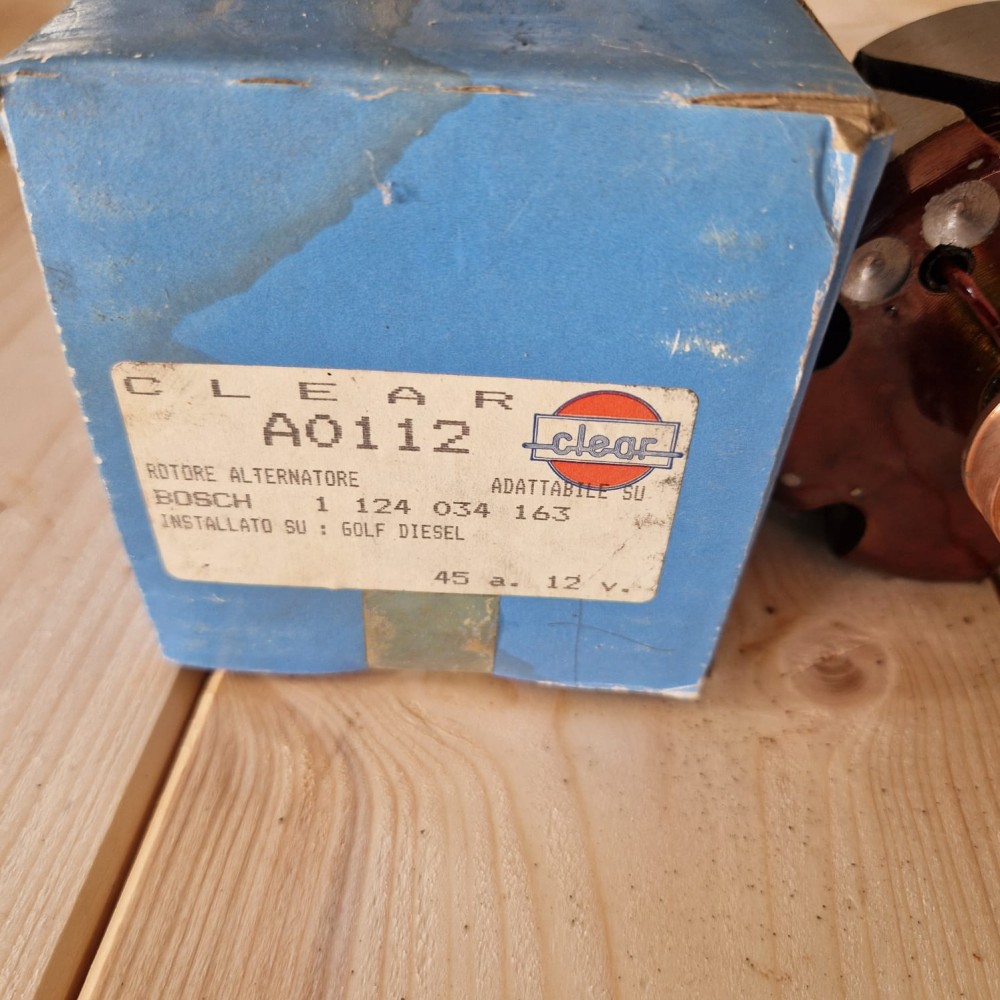 CLEAR
A0112
clear
ROTORE ALTERNATORE ADATTABILE SU
BOSCH 1 124 034 163
INSTALLATO SU : GOLF DIESEL
45 a. 12 v.